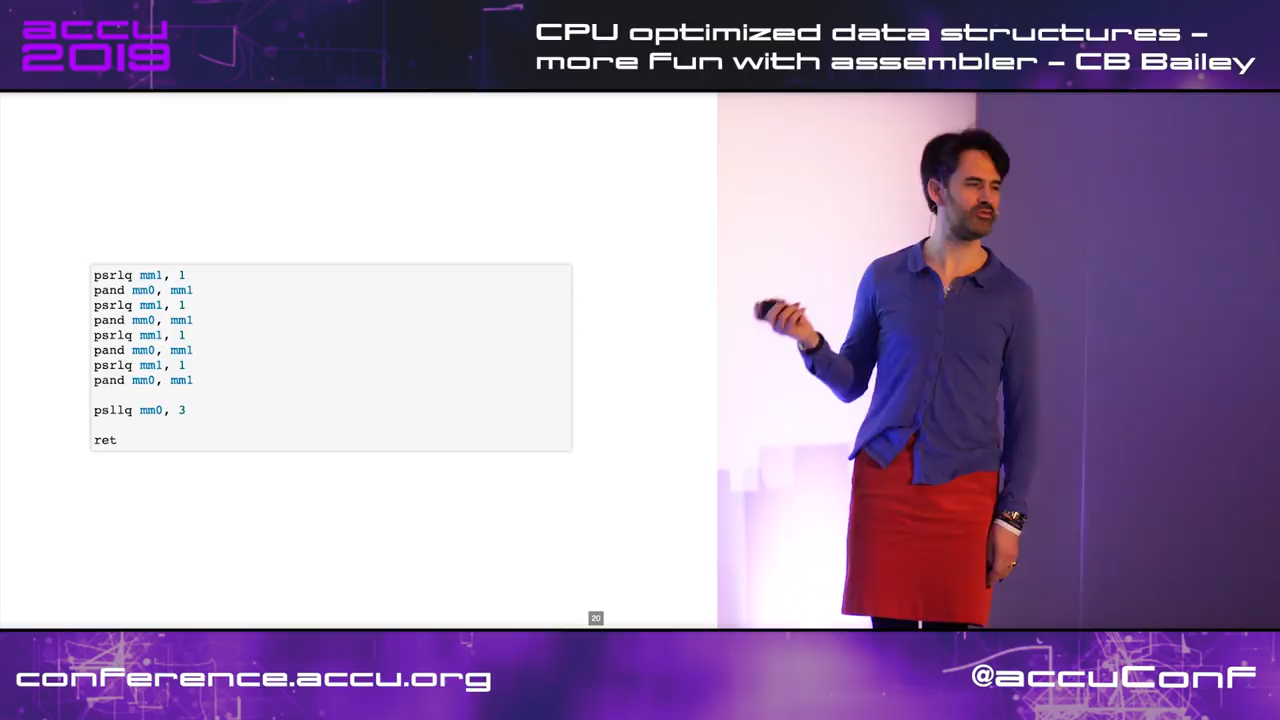 accu
2019
CPU optimized data structures –
more fun with assembler – CB Bailey
psrlq mm1, 1
pand mm0, mm1
psrlq mm1, 1
pand mm0, mm1
psrlq mm1, 1
pand mm0, mm1
psrlq mm1, 1
pand mm0, mm1
psllq mm0, 3
ret
20
conference.accu.org
@accuConf